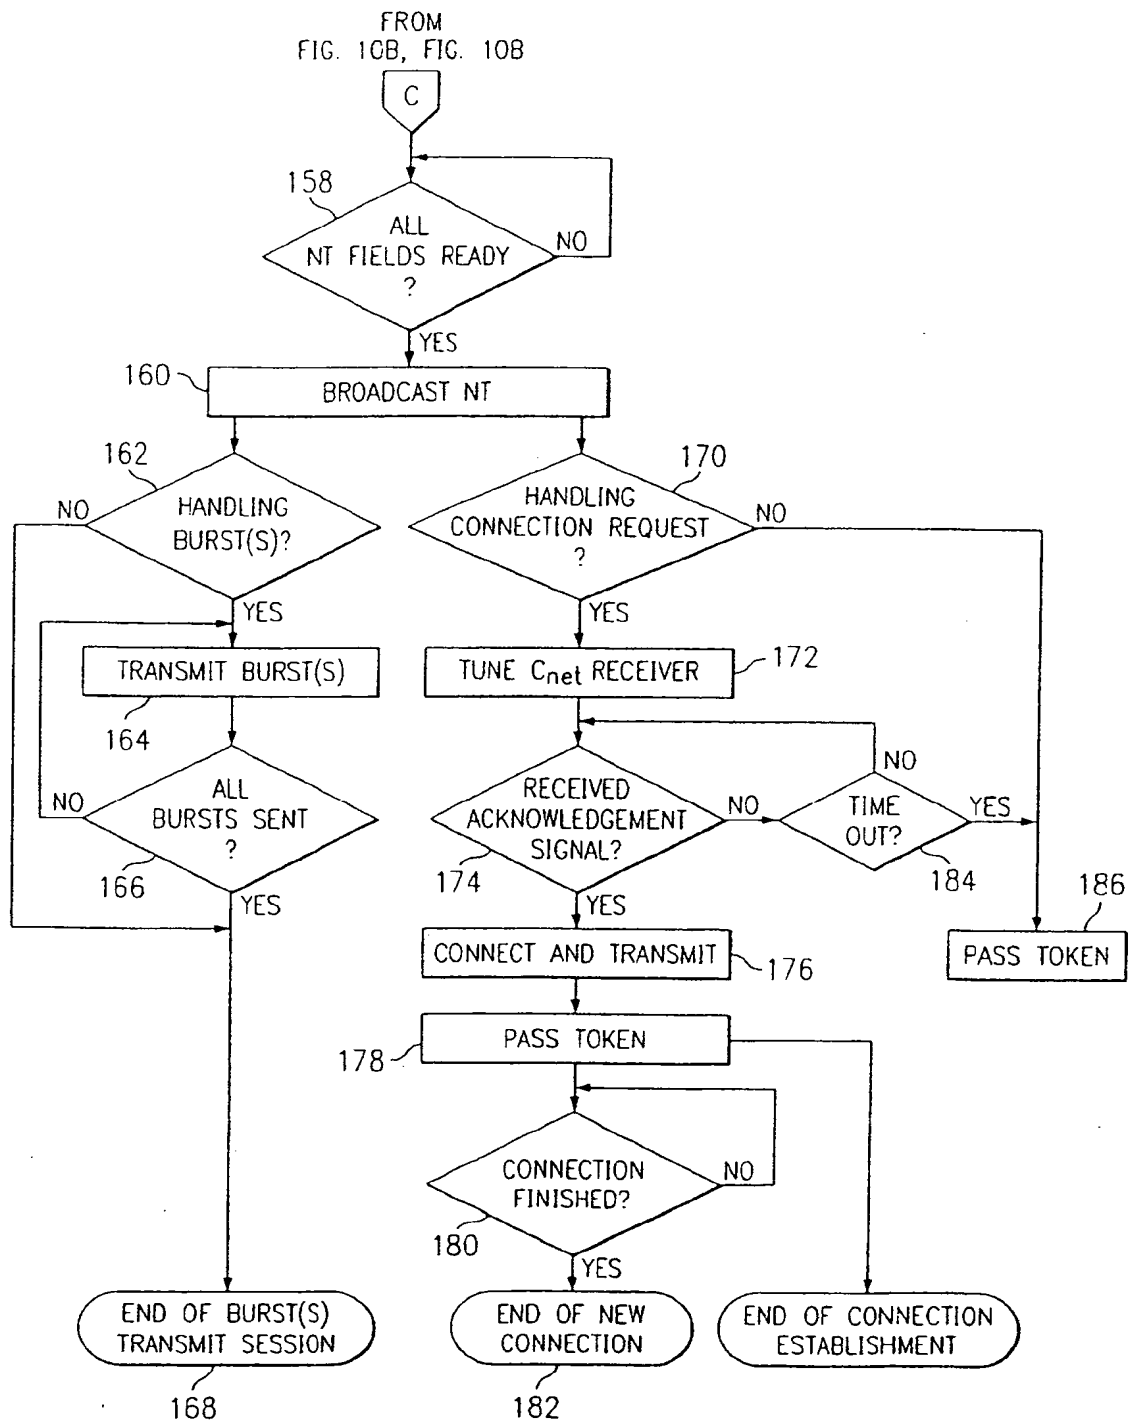 FROM
FIG. 10B, FIG. 10B
C
158
ALL
NT FIELDS READY
?
NO
YES
160
BROADCAST NT
162
HANDLING
BURST(S)?
NO
YES
170
HANDLING
CONNECTION REQUEST
?
NO
YES
TRANSMIT BURST(S)
164
TUNE Cnet RECEIVER
172
ALL
BURSTS SENT
?
NO
166
YES
RECEIVED
ACKNOWLEDGEMENT
SIGNAL?
NO
174
YES
NO
TIME
OUT?
YES
184
186
PASS TOKEN
CONNECT AND TRANSMIT
176
PASS TOKEN
178
CONNECTION
FINISHED?
NO
180
YES
END OF BURST(S)
TRANSMIT SESSION
168
END OF NEW
CONNECTION
182
END OF CONNECTION
ESTABLISHMENT